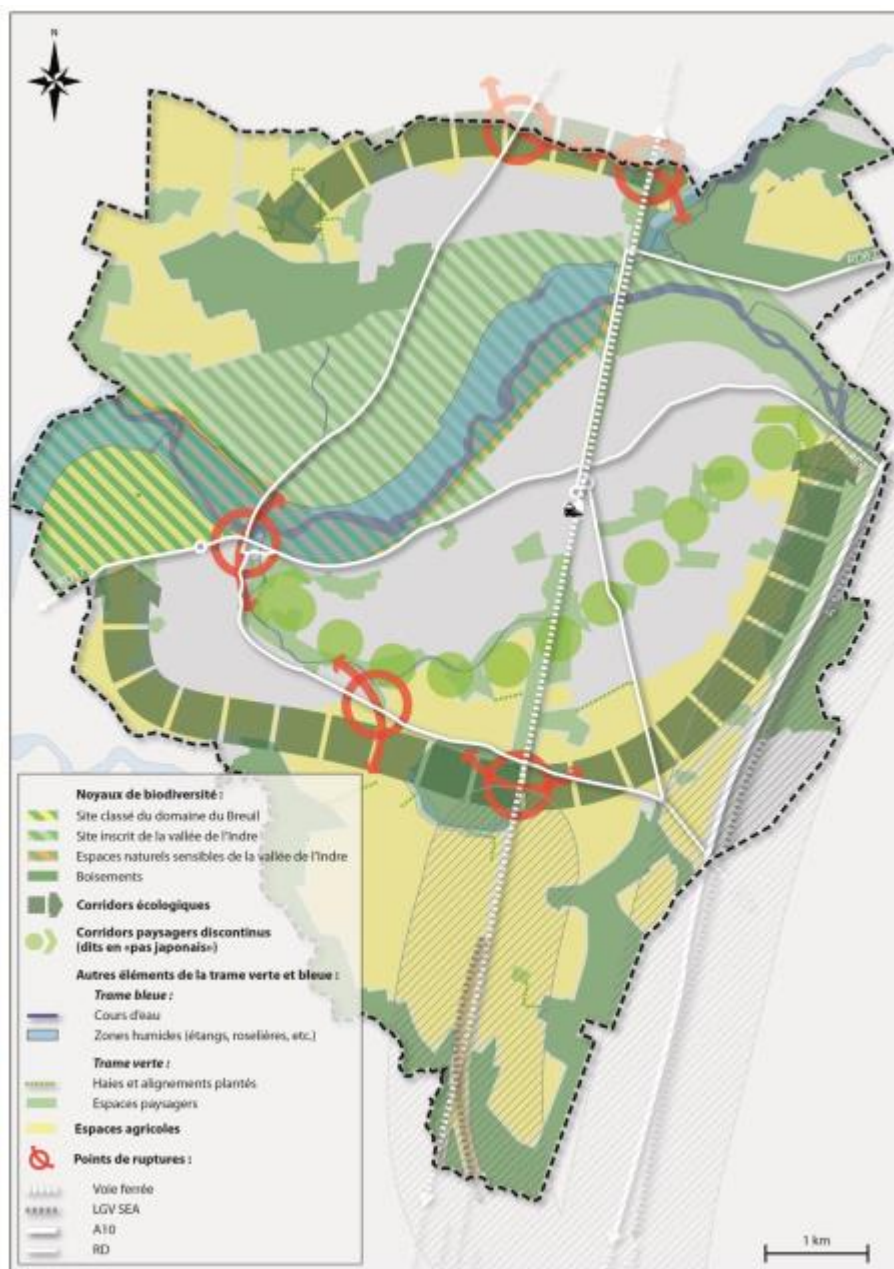 N
Noyaux de biodiversité :
Site classé du domaine du Breuil
Site inscrit de la vallée de l'Indre
Espaces naturels sensibles de la vallée de l'Indre
Boisements
Corridors écologiques
Corridors paysagers discontinus
(dits en «pas japonais»)
Autres éléments de la trame verte et bleue :
Trame bleue :
Cours d'eau
Zones humides (étangs, roselières, etc.)
Trame verte :
Haies et alignements plantés
Espaces paysagers
Espaces agricoles
Points de ruptures :
Voie ferrée
LGV SEA
A10
RD
1 km